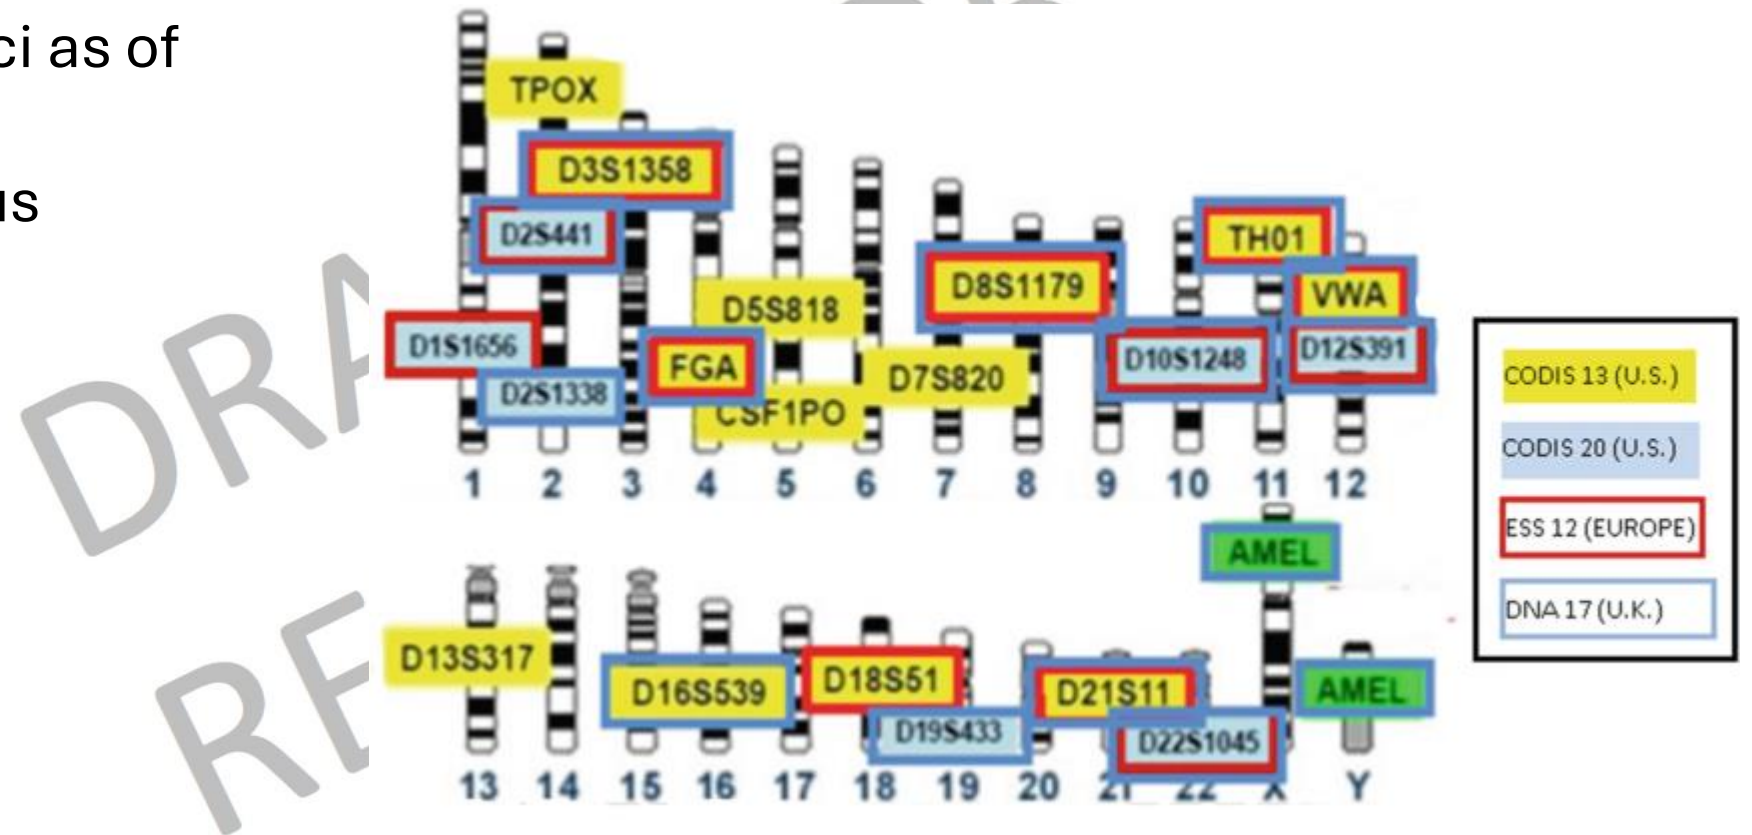 ci as of
us
TPOX
D3S1358
D2S441
D1S1656
D2S1338
FGA
D5S818
CSF1PO
D7S820
D8S1179
D10S1248
TH01
VWA
D12S391
1 2 3 4 5 6 7 8 9 10 11 12
AMEL
D13S317
D16S539
D18S51
D19S433
D21S11
D22S1045
AMEL
13 14 15 16 17 18 19 20 21 22 X Y
CODIS 13 (U.S.)
CODIS 20 (U.S.)
ESS 12 (EUROPE)
DNA 17 (U.K.)
DRA
RE